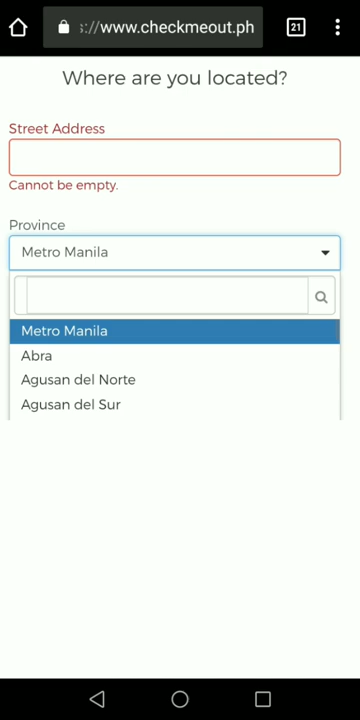 s://www.checkmeout.ph
21
Where are you located?
Street Address
Cannot be empty.
Province
Metro Manila
Metro Manila
Abra
Agusan del Norte
Agusan del Sur